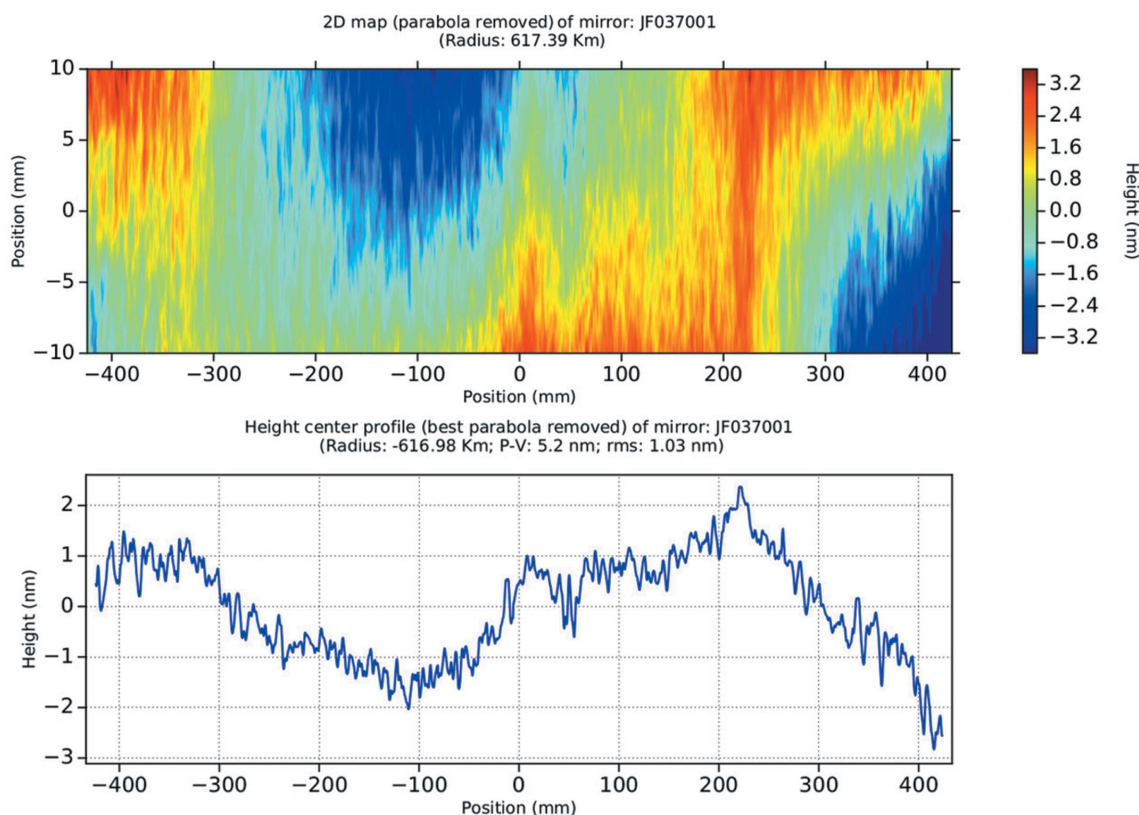 2D map (parabola removed) of mirror: JF037001
(Radius: 617.39 Km)
10
5
0
−5
−10
Position (mm)
−400 −300 −200 −100 0 100 200 300 400
Position (mm)
3.2
2.4
1.6
0.8
0.0
−0.8
−1.6
−2.4
−3.2
Height (nm)
Height center profile (best parabola removed) of mirror: JF037001
(Radius: -616.98 Km; P-V: 5.2 nm; rms: 1.03 nm)
2
1
0
−1
−2
−3
Height (nm)
−400 −300 −200 −100 0 100 200 300 400
Position (mm)